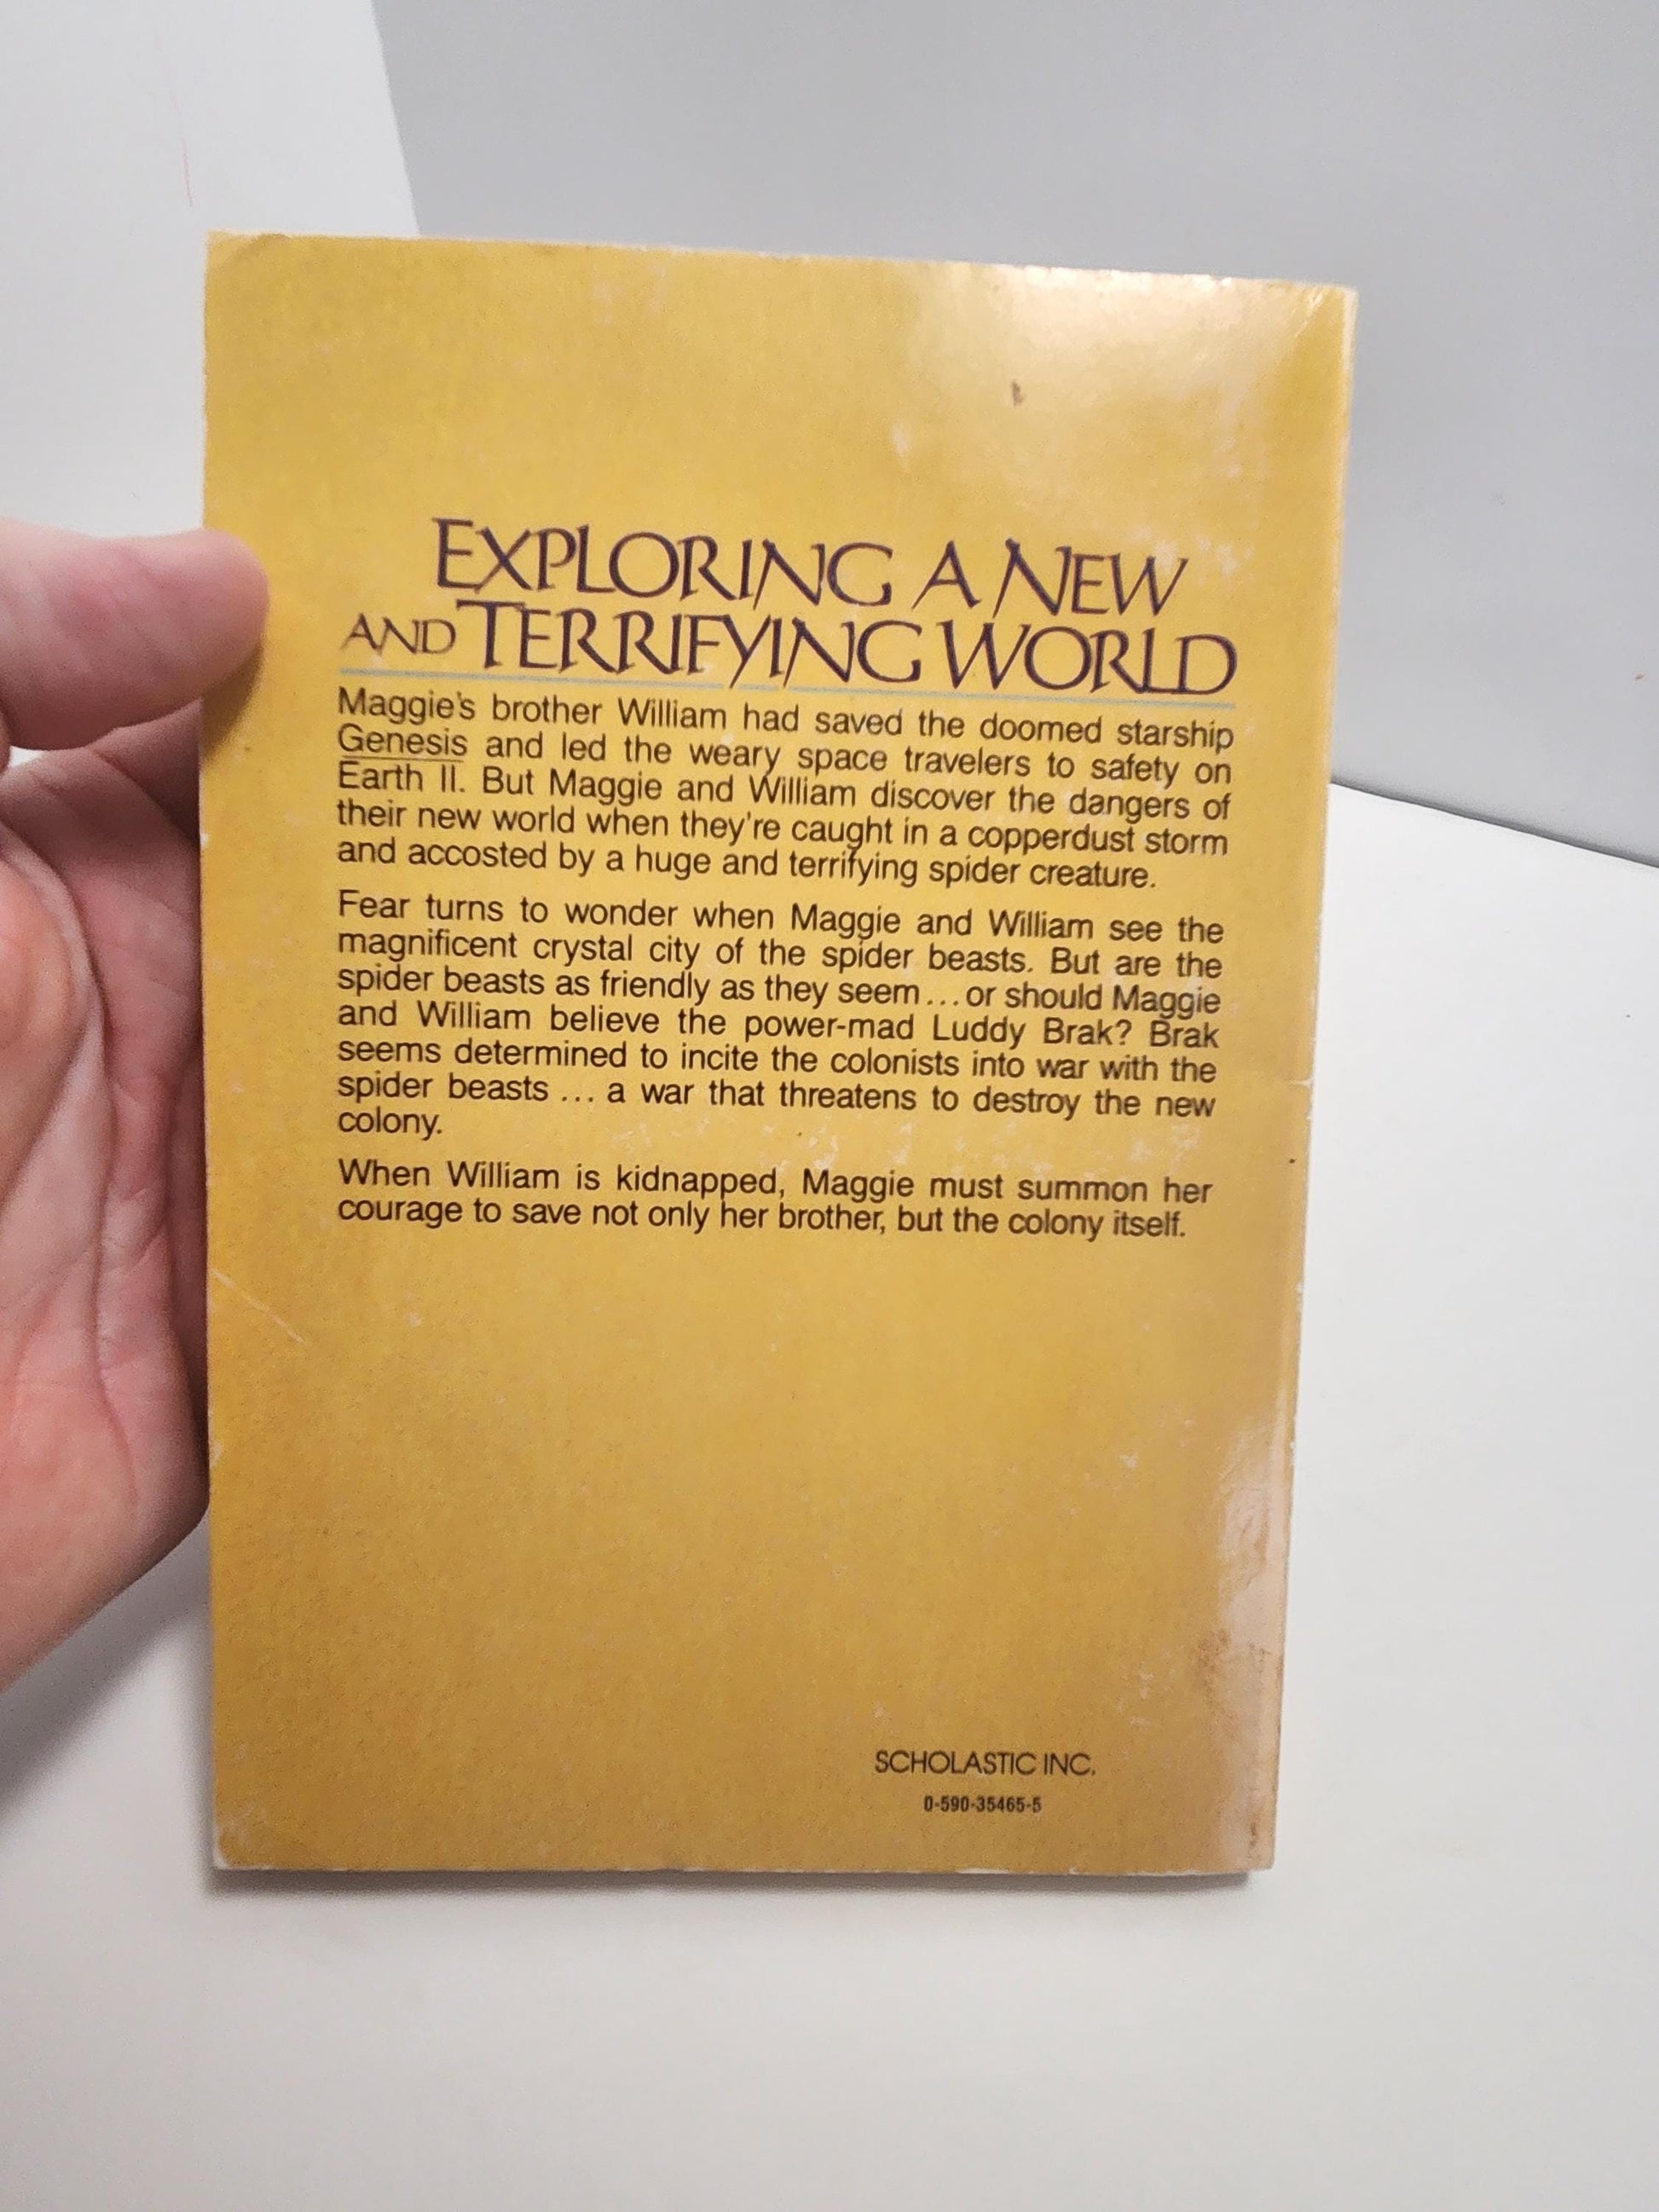 EXPLORING A NEW
AND TERRIFYING WORLD
Maggie's brother William had saved the doomed starship
Genesis and led the weary space travelers to safety on
Earth II. But Maggie and William discover the dangers of
their new world when they're caught in a copperdust storm
and accosted by a huge and terrifying spider creature.
Fear turns to wonder when Maggie and William see the
magnificent crystal city of the spider beasts. But are the
spider beasts as friendly as they seem...or should Maggie
and William believe the power-mad Luddy Brak? Brak
seems determined to incite the colonists into war with the
spider beasts ... a war that threatens to destroy the new
colony.
When William is kidnapped, Maggie must summon her
courage to save not only her brother, but the colony itself.
SCHOLASTIC INC.
0-590-35465-5